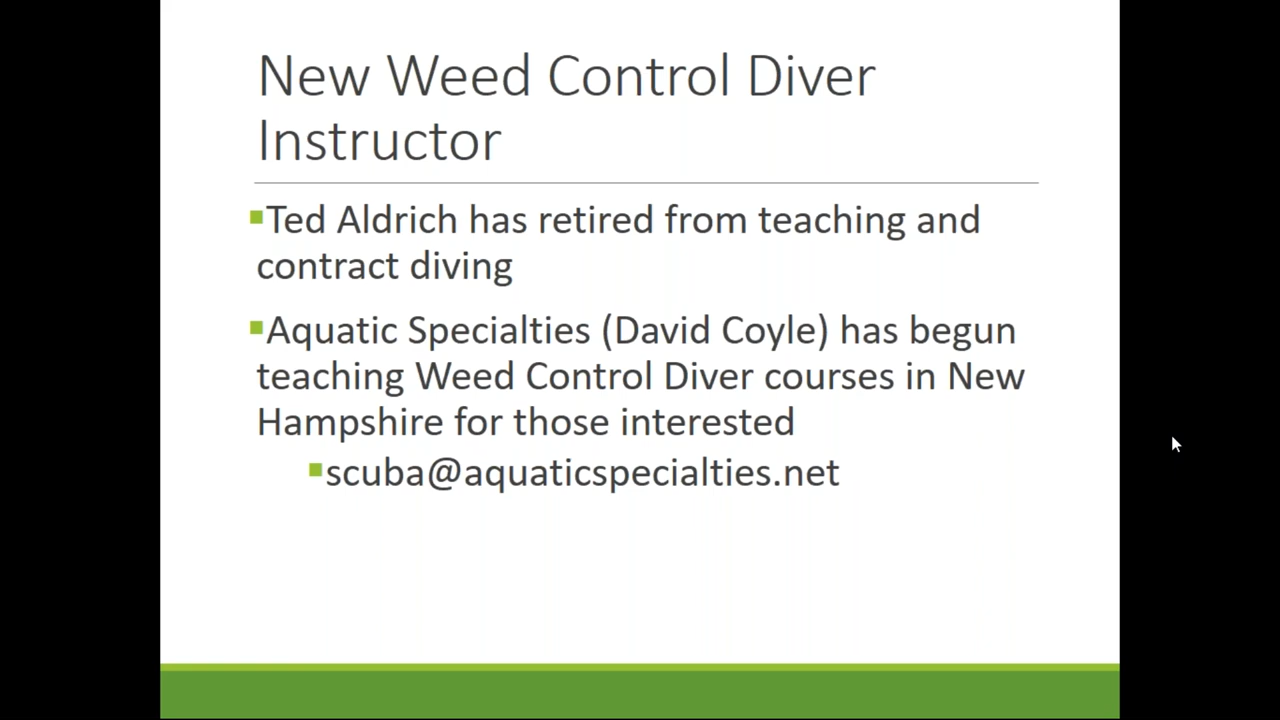 New Weed Control Diver
Instructor
Ted Aldrich has retired from teaching and
contract diving
Aquatic Specialties (David Coyle) has begun
teaching Weed Control Diver courses in New
Hampshire for those interested
scuba@aquaticspecialties.net